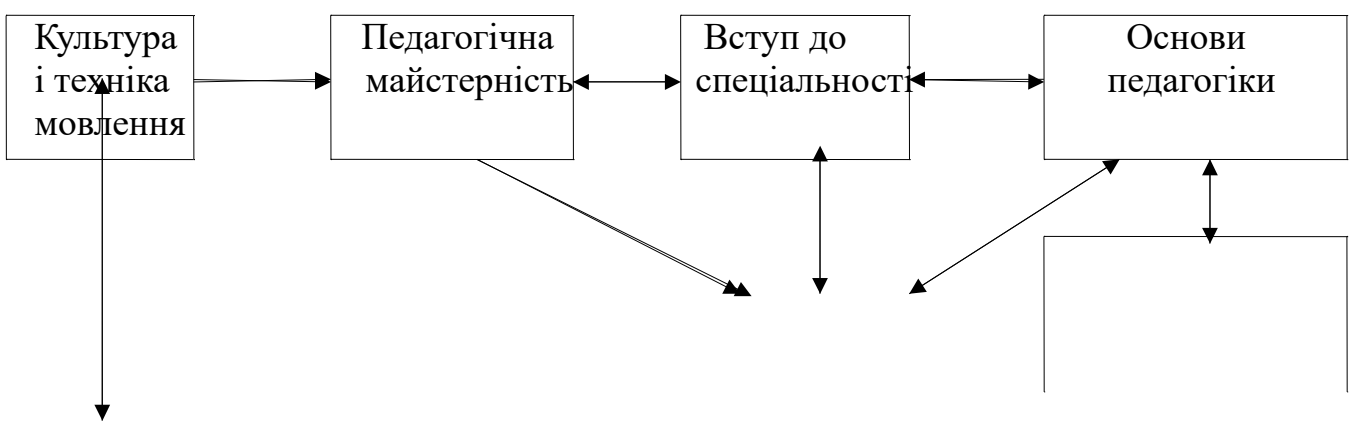 Культура
і техніка
мовлення
Педагогічна
майстерність
Вступ до
спеціальності
Основи
педагогіки